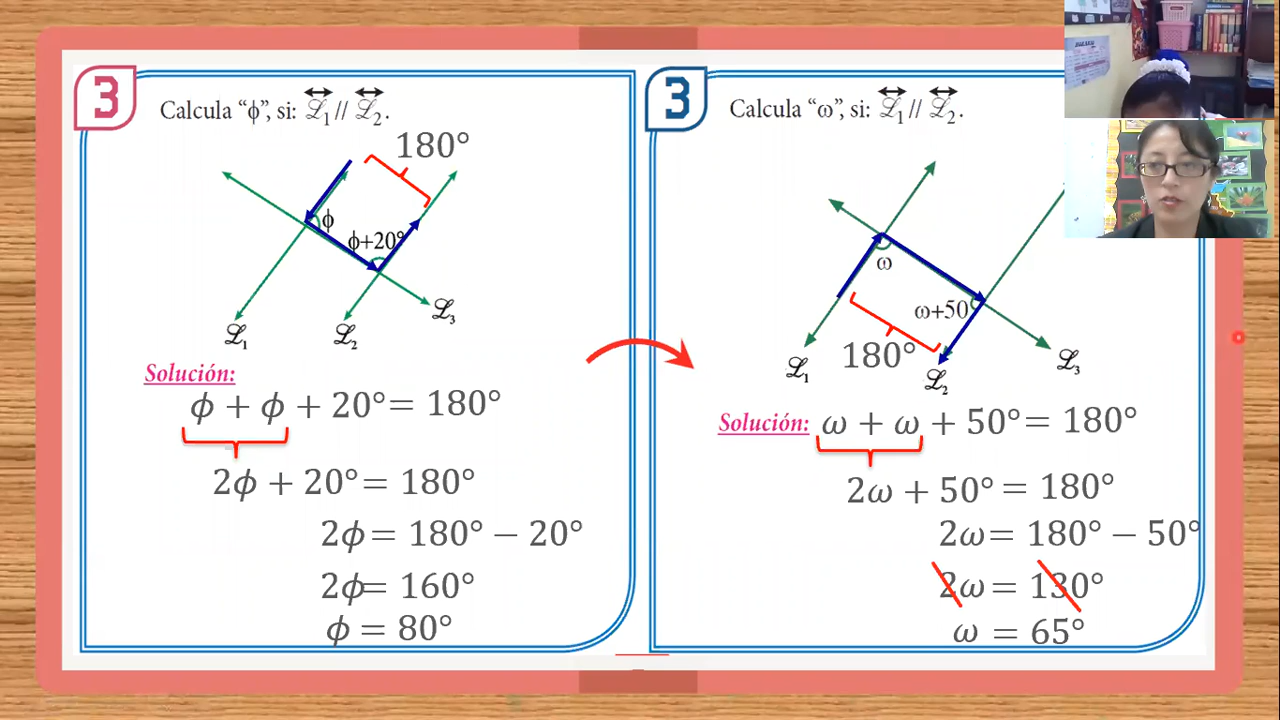 3
Calcula “ϕ”, si: ℒ₁ // ℒ₂.
180°
ϕ
ϕ+20°
ℒ₃
ℒ₁
ℒ₂
Solución:
ϕ + ϕ + 20° = 180°
2ϕ + 20° = 180°
2ϕ = 180° − 20°
2ϕ = 160°
ϕ = 80°
3
Calcula “ω”, si: ℒ₁ // ℒ₂.
ω
ω+50
180°
ℒ₁
ℒ₂
ℒ₃
Solución: ω + ω + 50° = 180°
2ω + 50° = 180°
2ω = 180° − 50°
2ω = 130°
ω = 65°